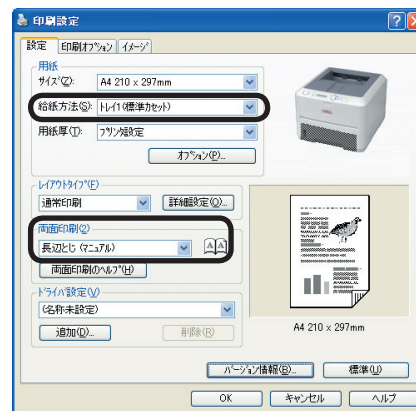 印刷設定
設定 印刷オプション イメージ
用紙
サイズ(Z): A4 210 x 297mm
給紙方法(S): トレイ1(標準カセット)
用紙厚(T): プリンタ設定
オプション(P)...
レイアウトタイプ(E)
通常印刷 詳細設定(O)...
両面印刷(2)
長辺とじ(マニュアル)
両面印刷のヘルプ(H)
ドライバ設定(V)
(名称未設定)
追加(D)... 削除(R)
A4 210 x 297mm
バージョン情報(B)... 標準(U)
OK キャンセル ヘルプ